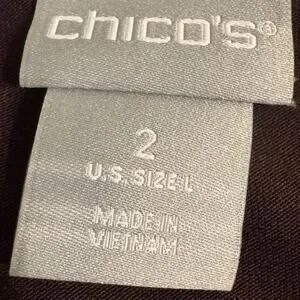 chico's®
2
U.S. SIZE-L
MADE IN
VIETNAM